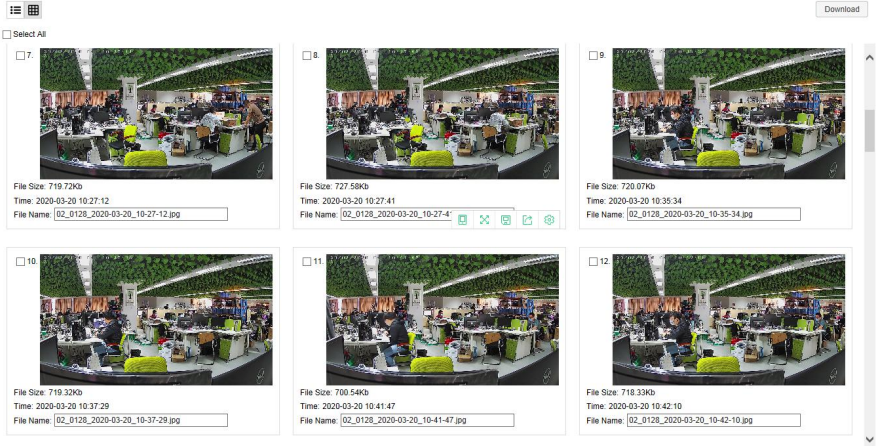 Download
Select All
7.
8.
9.
File Size: 719.72Kb
File Size: 727.58Kb
File Size: 720.07Kb
Time: 2020-03-20 10:27:12
Time: 2020-03-20 10:27:41
Time: 2020-03-20 10:35:34
File Name: 02_0128_2020-03-20_10-27-12.jpg
File Name: 02_0128_2020-03-20_10-27-4
File Name: 02_0128_2020-03-20_10-35-34.jpg
10.
11.
12.
File Size: 719.32Kb
File Size: 700.54Kb
File Size: 718.33Kb
Time: 2020-03-20 10:37:29
Time: 2020-03-20 10:41:47
Time: 2020-03-20 10:42:10
File Name: 02_0128_2020-03-20_10-37-29.jpg
File Name: 02_0128_2020-03-20_10-41-47.jpg
File Name: 02_0128_2020-03-20_10-42-10.jpg